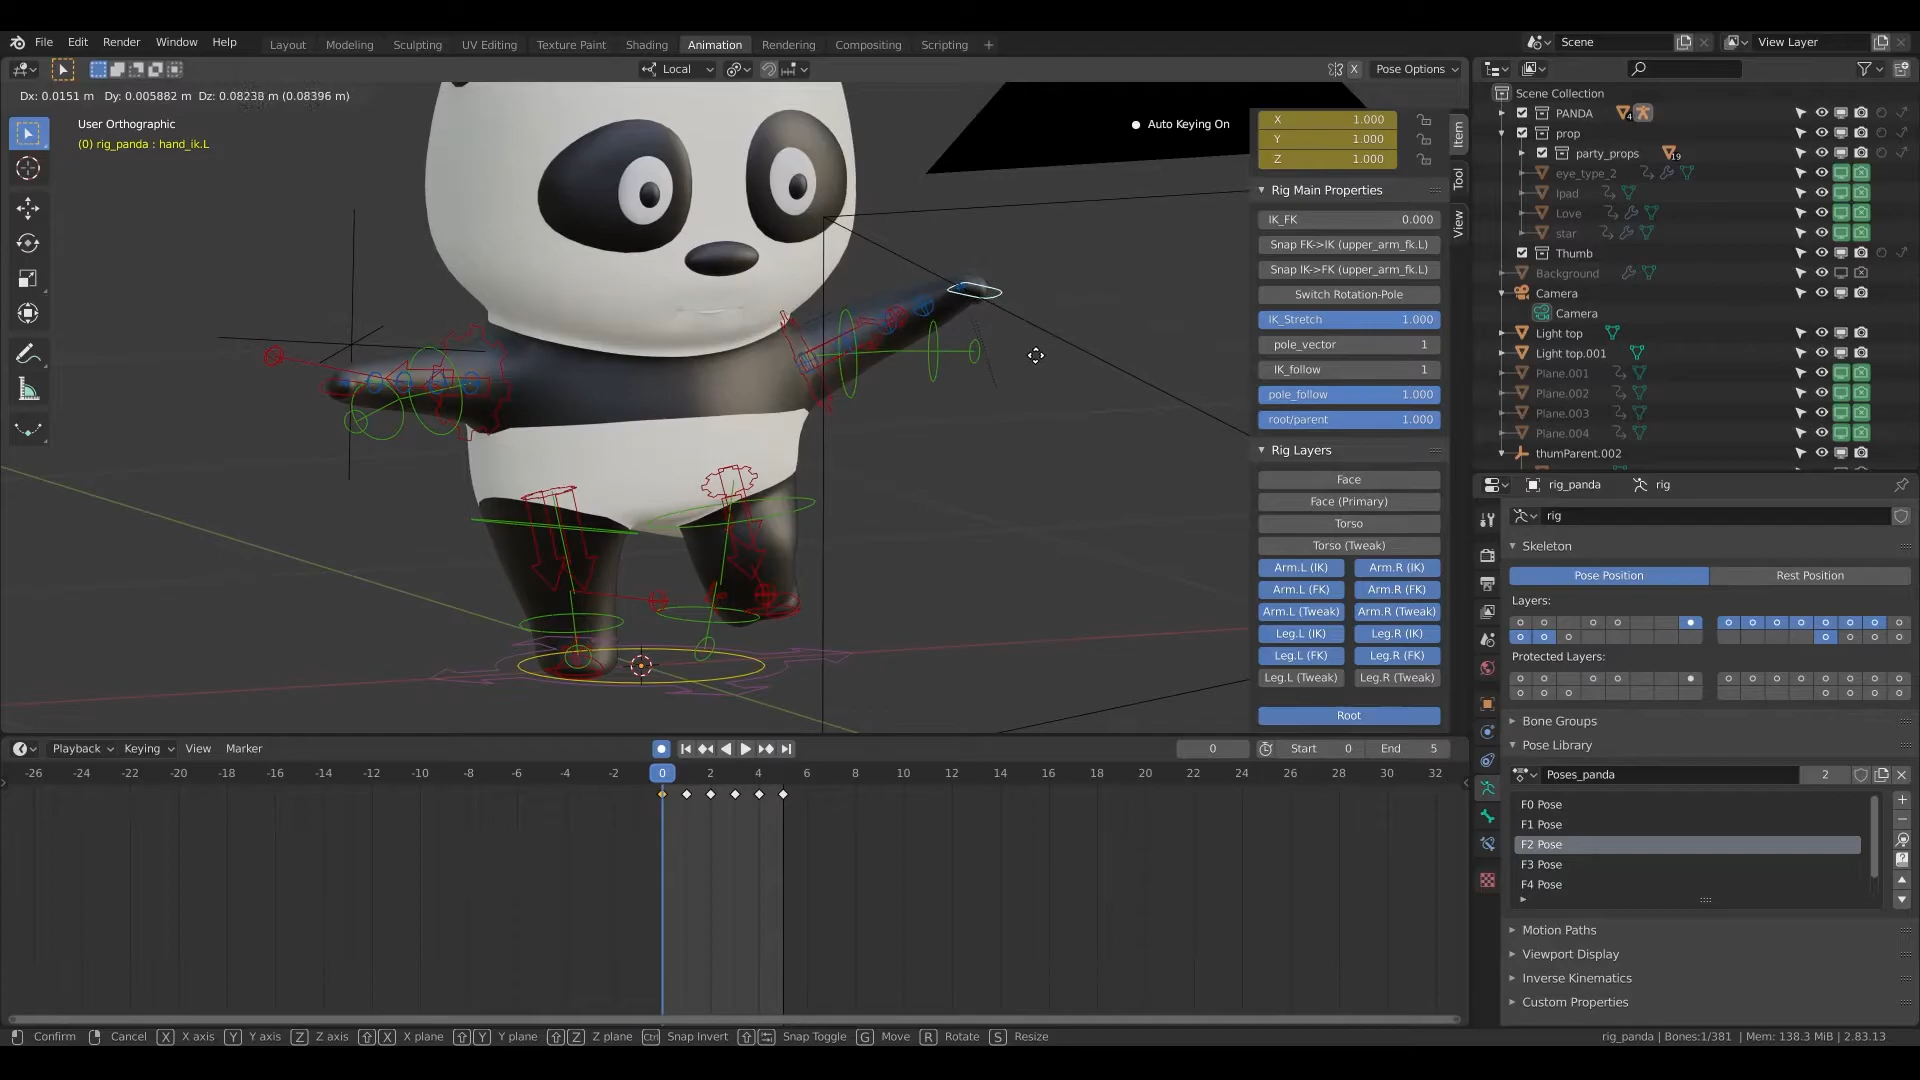 File Edit Render Window Help
Layout Modeling Sculpting UV Editing Texture Paint Shading Animation Rendering Compositing Scripting +
Scene
View Layer
Local
X
Pose Options
Dx: 0.0151 m Dy: 0.005882 m Dz: 0.08238 m (0.08396 m)
User Orthographic
(0) rig_panda : hand_ik.L
Auto Keying On
X 1.000
Y 1.000
Z 1.000
Item
Tool
View
Rig Main Properties
IK_FK 0.000
Snap FK->IK (upper_arm_fk.L)
Snap IK->FK (upper_arm_fk.L)
Switch Rotation-Pole
IK_Stretch 1.000
pole_vector 1
IK_follow 1
pole_follow 1.000
root/parent 1.000
Rig Layers
Face
Face (Primary)
Torso
Torso (Tweak)
Arm.L (IK) Arm.R (IK)
Arm.L (FK) Arm.R (FK)
Arm.L (Tweak) Arm.R (Tweak)
Leg.L (IK) Leg.R (IK)
Leg.L (FK) Leg.R (FK)
Leg.L (Tweak) Leg.R (Tweak)
Root
Scene Collection
PANDA 4
prop
party_props 19
eye_type_2
Ipad
Love
star
Thumb
Background
Camera
Camera
Light top
Light top.001
Plane.001
Plane.002
Plane.003
Plane.004
thumParent.002
rig_panda rig
rig
Skeleton
Pose Position Rest Position
Layers:
Protected Layers:
Bone Groups
Pose Library
Poses_panda 2
F0 Pose
F1 Pose
F2 Pose
F3 Pose
F4 Pose
Motion Paths
Viewport Display
Inverse Kinematics
Custom Properties
Playback Keying View Marker
0 Start 0 End 5
-26 -24 -22 -20 -18 -16 -14 -12 -10 -8 -6 -4 -2 0 2 4 6 8 10 12 14 16 18 20 22 24 26 28 30 32
Confirm Cancel X X axis Y Y axis Z Z axis X X plane Y Y plane Z Z plane Ctrl Snap Invert Snap Toggle G Move R Rotate S Resize
rig_panda | Bones:1/381 | Mem: 138.3 MiB | 2.83.13